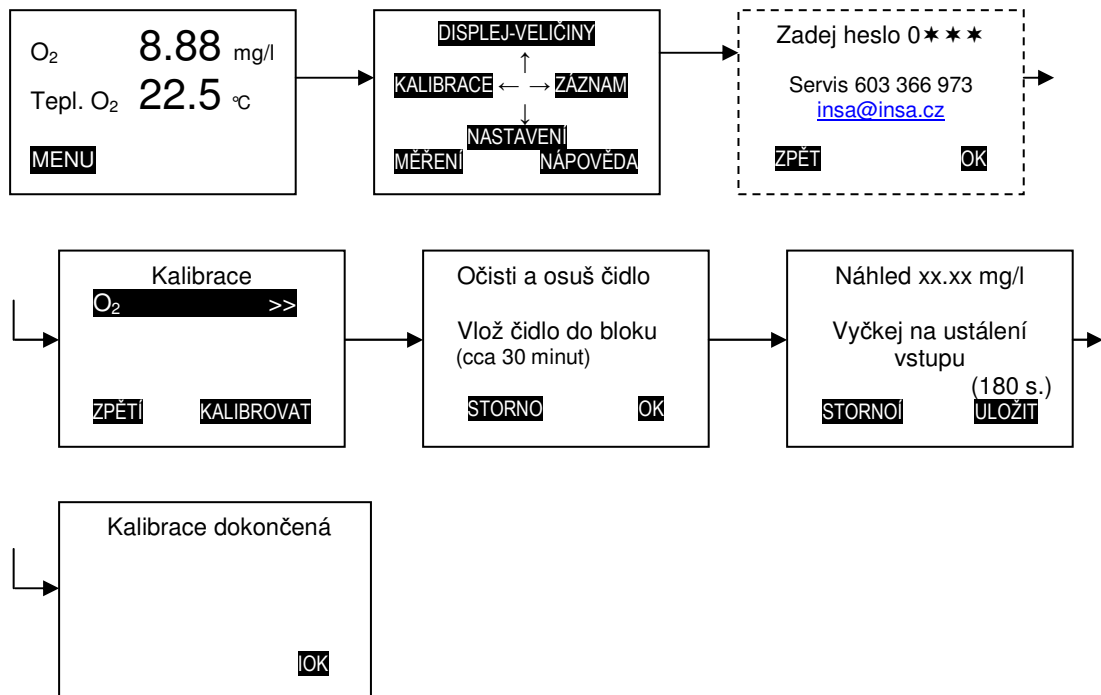 O₂ 8.88 mg/l
Tepl. O₂ 22.5 °C
MENU
DISPLEJ-VELIČINY
↑
KALIBRACE ← → ZÁZNAM
↓
NASTAVENÍ
MĚŘENÍ NÁPOVĚDA
Zadej heslo 0✶✶✶
Servis 603 366 973
insa@insa.cz
ZPĚT OK
Kalibrace
O₂ >>
ZPĚTÍ KALIBROVAT
Očisti a osuš čidlo
Vlož čidlo do bloku
(cca 30 minut)
STORNO OK
Náhled xx.xx mg/l
Vyčkej na ustálení
vstupu
(180 s.)
STORNOÍ ULOŽIT
Kalibrace dokončená
IOK